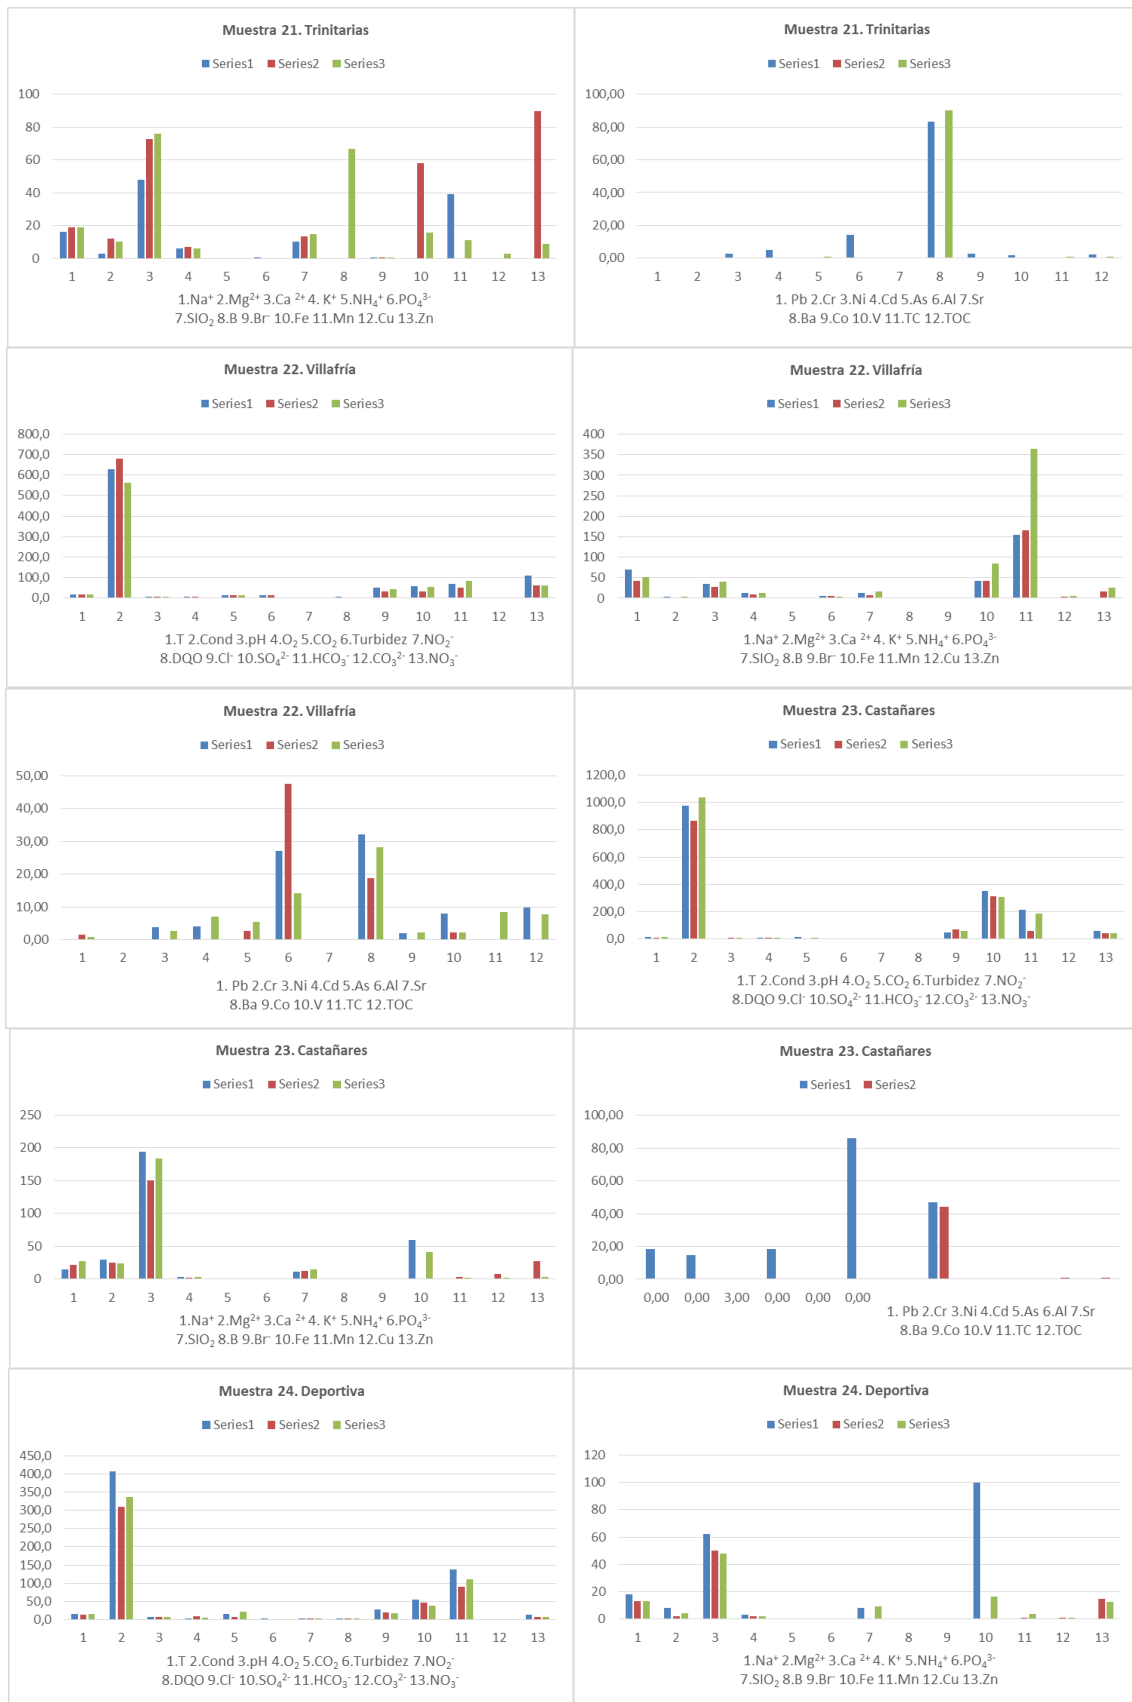 Muestra 21. Trinitarias
Series1 Series2 Series3
100
80
60
40
20
0
1 2 3 4 5 6 7 8 9 10 11 12 13
1.Na⁺ 2.Mg²⁺ 3.Ca ²⁺ 4. K⁺ 5.NH₄⁺ 6.PO₄³⁻
7.SIO₂ 8.B 9.Br⁻ 10.Fe 11.Mn 12.Cu 13.Zn
Muestra 21. Trinitarias
Series1 Series2 Series3
100,00
80,00
60,00
40,00
20,00
0,00
1 2 3 4 5 6 7 8 9 10 11 12
1. Pb 2.Cr 3.Ni 4.Cd 5.As 6.Al 7.Sr
8.Ba 9.Co 10.V 11.TC 12.TOC
Muestra 22. Villafría
Series1 Series2 Series3
800,0
700,0
600,0
500,0
400,0
300,0
200,0
100,0
0,0
1 2 3 4 5 6 7 8 9 10 11 12 13
1.T 2.Cond 3.pH 4.O₂ 5.CO₂ 6.Turbidez 7.NO₂⁻
8.DQO 9.Cl⁻ 10.SO₄²⁻ 11.HCO₃⁻ 12.CO₃²⁻ 13.NO₃⁻
Muestra 22. Villafría
Series1 Series2 Series3
400
350
300
250
200
150
100
50
0
1 2 3 4 5 6 7 8 9 10 11 12 13
1.Na⁺ 2.Mg²⁺ 3.Ca ²⁺ 4. K⁺ 5.NH₄⁺ 6.PO₄³⁻
7.SIO₂ 8.B 9.Br⁻ 10.Fe 11.Mn 12.Cu 13.Zn
Muestra 22. Villafría
Series1 Series2 Series3
50,00
40,00
30,00
20,00
10,00
0,00
1 2 3 4 5 6 7 8 9 10 11 12
1. Pb 2.Cr 3.Ni 4.Cd 5.As 6.Al 7.Sr
8.Ba 9.Co 10.V 11.TC 12.TOC
Muestra 23. Castañares
Series1 Series2 Series3
1200,0
1000,0
800,0
600,0
400,0
200,0
0,0
1 2 3 4 5 6 7 8 9 10 11 12 13
1.T 2.Cond 3.pH 4.O₂ 5.CO₂ 6.Turbidez 7.NO₂⁻
8.DQO 9.Cl⁻ 10.SO₄²⁻ 11.HCO₃⁻ 12.CO₃²⁻ 13.NO₃⁻
Muestra 23. Castañares
Series1 Series2 Series3
250
200
150
100
50
0
1 2 3 4 5 6 7 8 9 10 11 12 13
1.Na⁺ 2.Mg²⁺ 3.Ca ²⁺ 4. K⁺ 5.NH₄⁺ 6.PO₄³⁻
7.SIO₂ 8.B 9.Br⁻ 10.Fe 11.Mn 12.Cu 13.Zn
Muestra 23. Castañares
Series1 Series2
100,00
80,00
60,00
40,00
20,00
0,00
0,00 0,00 3,00 0,00 0,00 0,00
1. Pb 2.Cr 3.Ni 4.Cd 5.As 6.Al 7.Sr
8.Ba 9.Co 10.V 11.TC 12.TOC
Muestra 24. Deportiva
Series1 Series2 Series3
450,0
400,0
350,0
300,0
250,0
200,0
150,0
100,0
50,0
0,0
1 2 3 4 5 6 7 8 9 10 11 12 13
1.T 2.Cond 3.pH 4.O₂ 5.CO₂ 6.Turbidez 7.NO₂⁻
8.DQO 9.Cl⁻ 10.SO₄²⁻ 11.HCO₃⁻ 12.CO₃²⁻ 13.NO₃⁻
Muestra 24. Deportiva
Series1 Series2 Series3
120
100
80
60
40
20
0
1 2 3 4 5 6 7 8 9 10 11 12 13
1.Na⁺ 2.Mg²⁺ 3.Ca ²⁺ 4. K⁺ 5.NH₄⁺ 6.PO₄³⁻
7.SIO₂ 8.B 9.Br⁻ 10.Fe 11.Mn 12.Cu 13.Zn